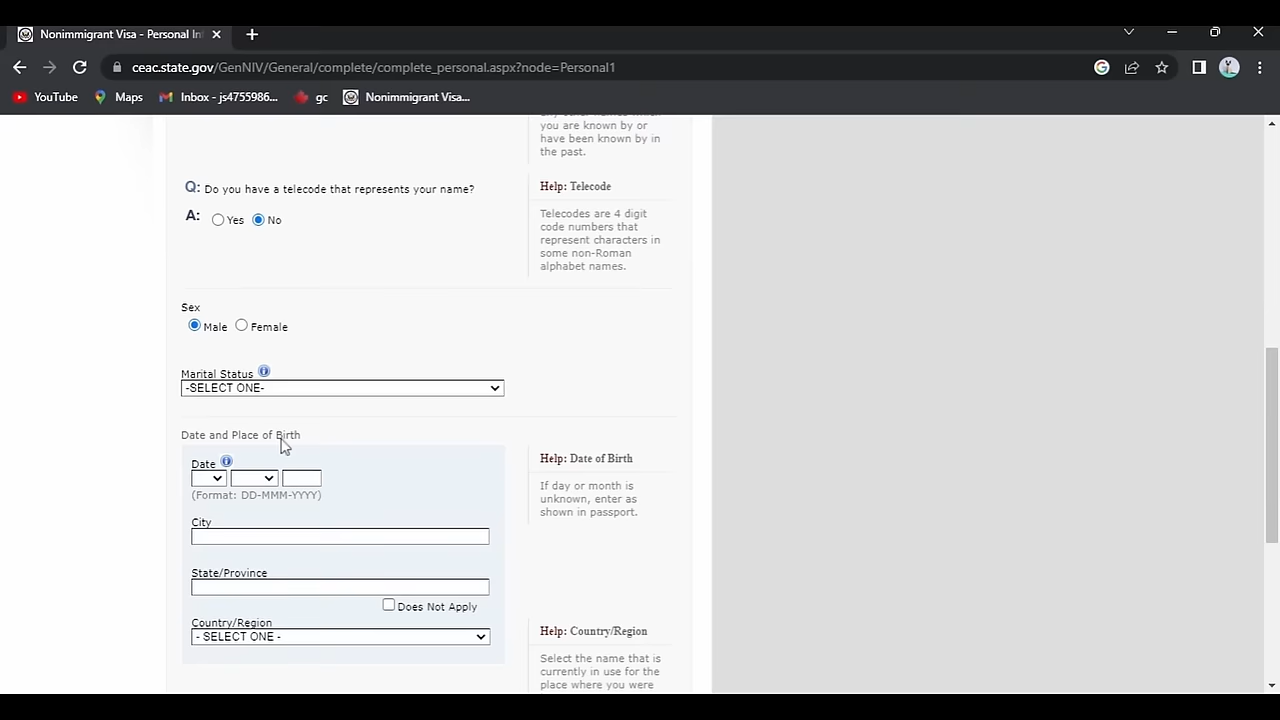 Nonimmigrant Visa - Personal In
ceac.state.gov/GenNIV/General/complete/complete_personal.aspx?node=Personal1
YouTube Maps Inbox - js4755986... gc Nonimmigrant Visa...
you are known by or
have been known by in
the past.
Q: Do you have a telecode that represents your name?
A: Yes No
Help: Telecode
Telecodes are 4 digit
code numbers that
represent characters in
some non-Roman
alphabet names.
Sex
Male Female
Marital Status
-SELECT ONE-
Date and Place of Birth
Date
(Format: DD-MMM-YYYY)
Help: Date of Birth
If day or month is
unknown, enter as
shown in passport.
City
State/Province
Does Not Apply
Country/Region
- SELECT ONE -
Help: Country/Region
Select the name that is
currently in use for the
place where you were